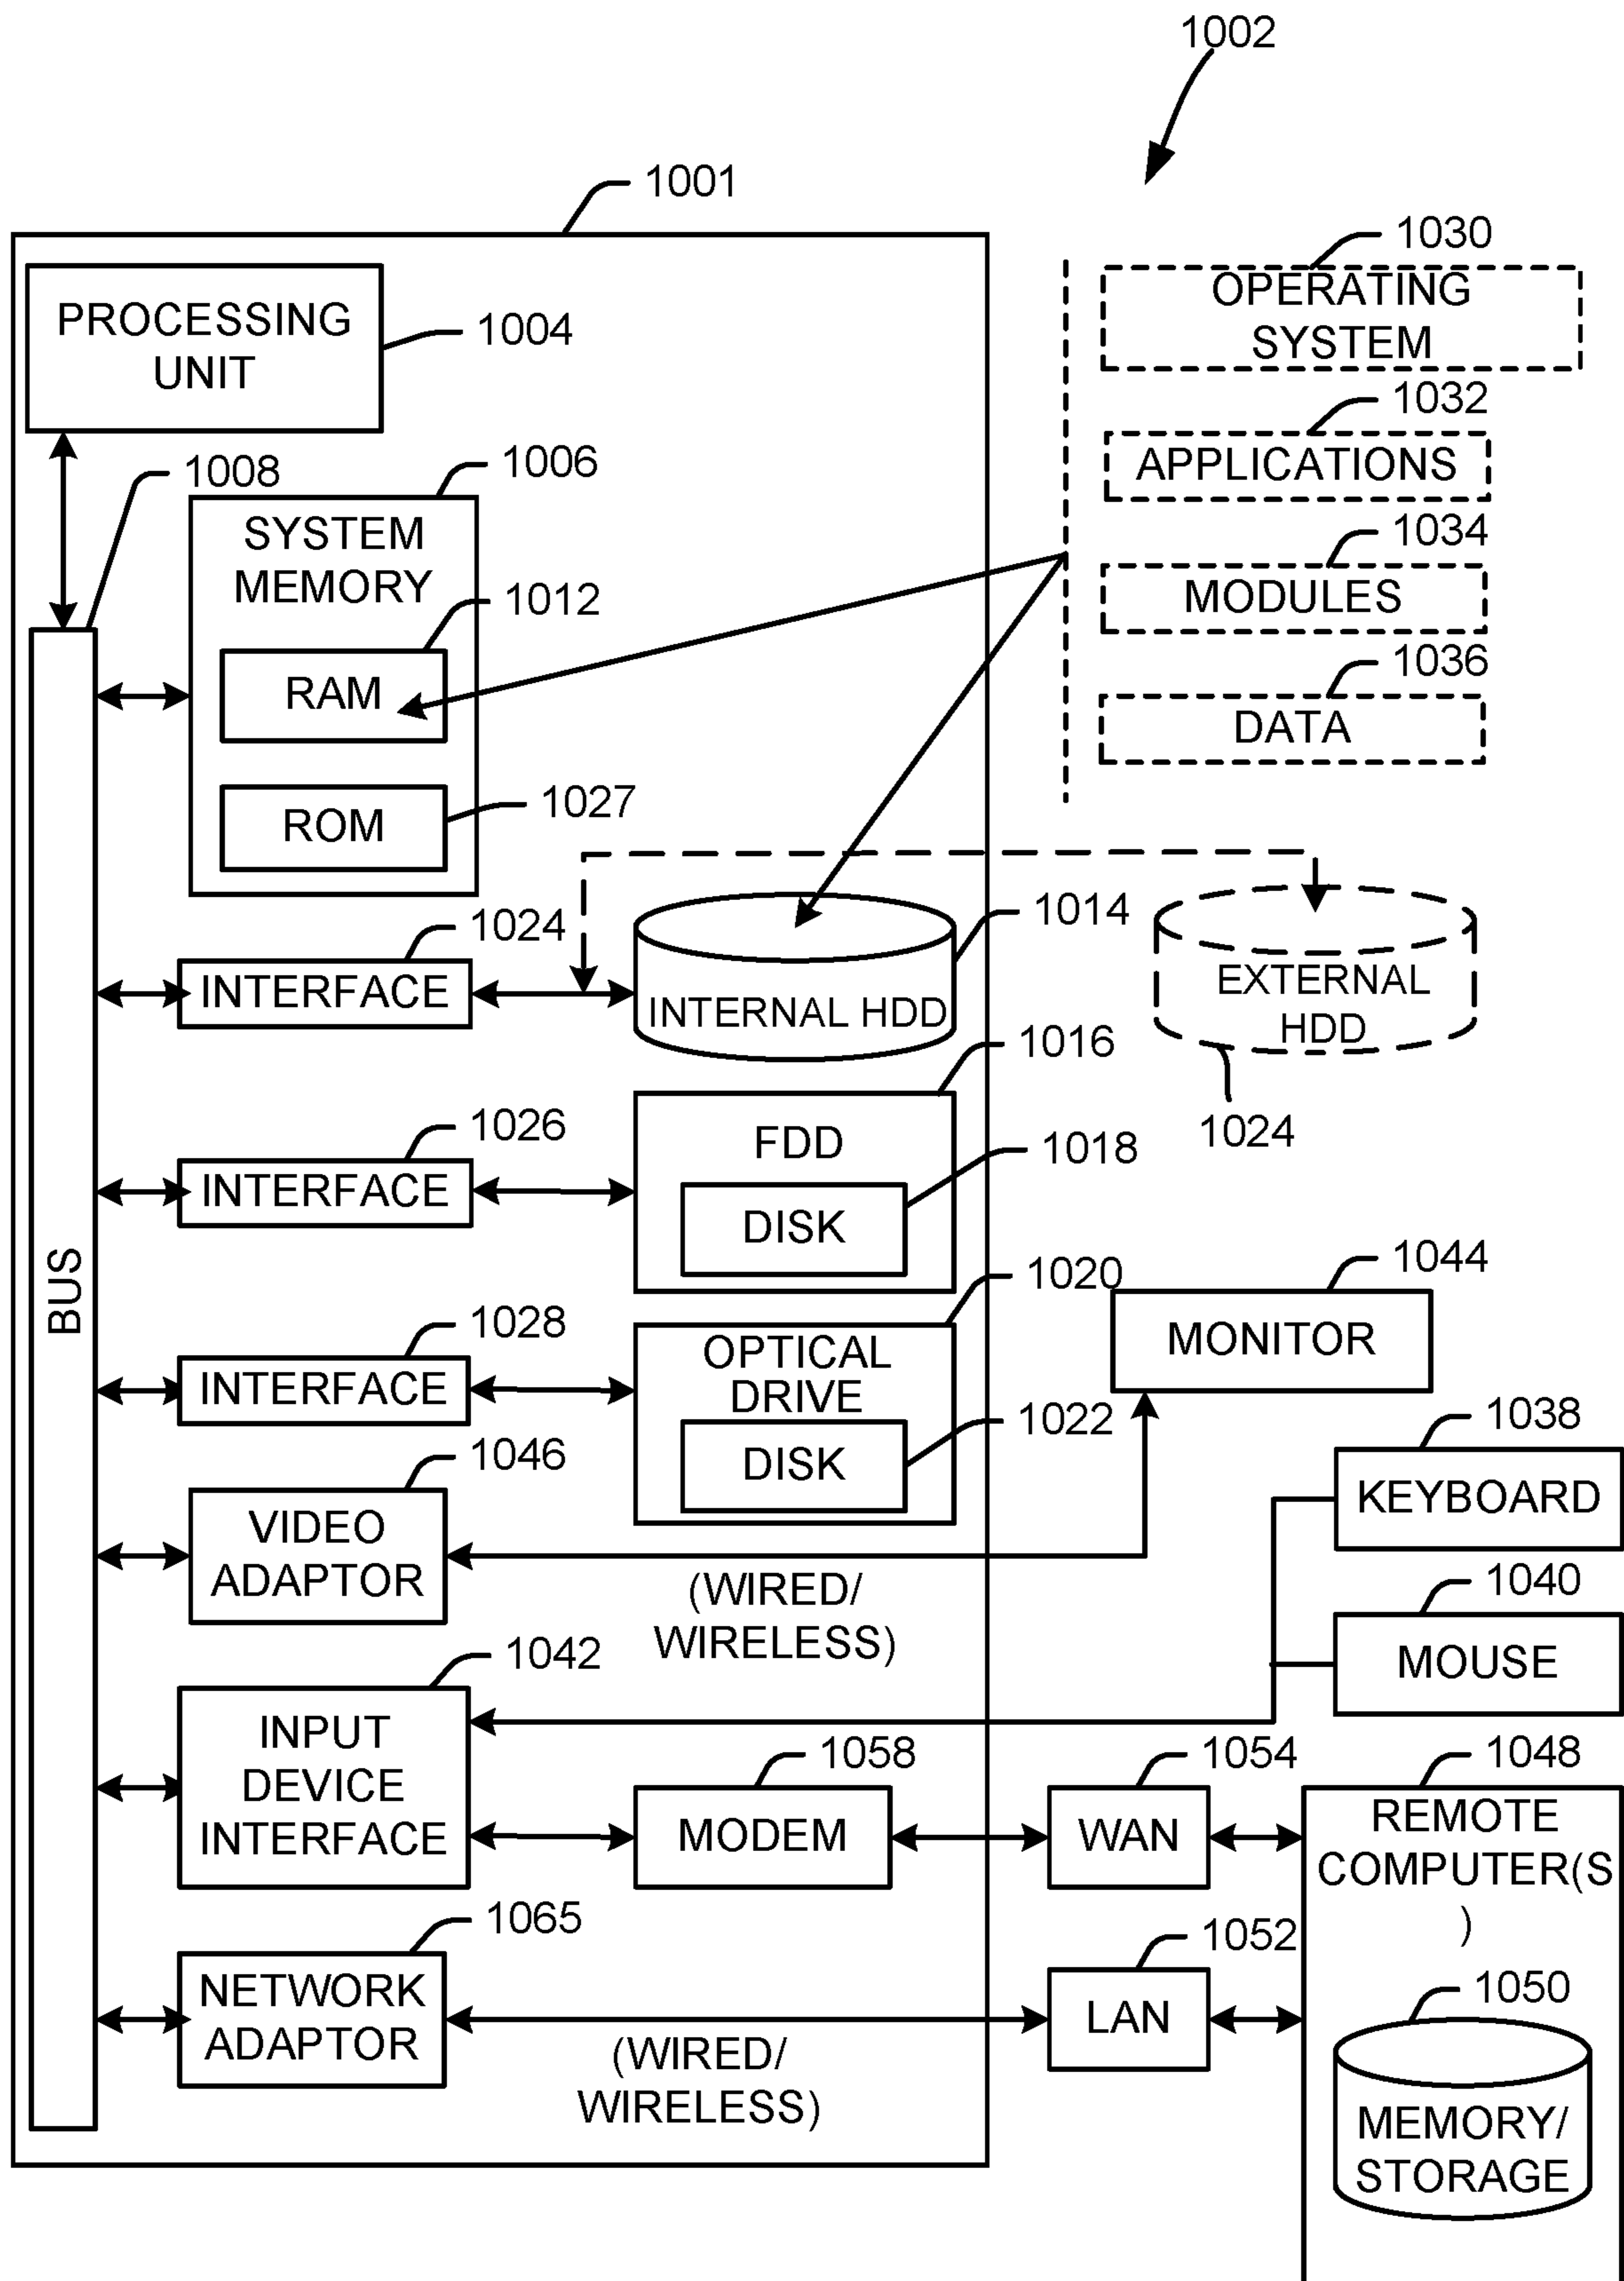 1002
1001
1030
OPERATING
SYSTEM
PROCESSING
UNIT
1004
1032
APPLICATIONS
1008
1006
SYSTEM
MEMORY
1034
MODULES
1012
RAM
1036
DATA
1027
ROM
1024
INTERFACE
1014
INTERNAL HDD
EXTERNAL
HDD
1024
1016
FDD
1026
INTERFACE
1018
DISK
BUS
1020
OPTICAL
DRIVE
1044
MONITOR
1028
INTERFACE
1022
DISK
1038
KEYBOARD
1046
VIDEO
ADAPTOR
(WIRED/
WIRELESS)
1040
MOUSE
1042
INPUT
DEVICE
INTERFACE
1058
MODEM
1054
WAN
1048
REMOTE
COMPUTER(S
)
1065
NETWORK
ADAPTOR
(WIRED/
WIRELESS)
1052
LAN
1050
MEMORY/
STORAGE